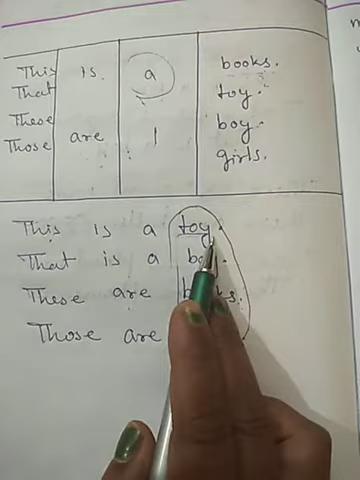 This is a books.
That toy.
These boy.
Those are girls.
This is a toy.
That is a
These are
Those are